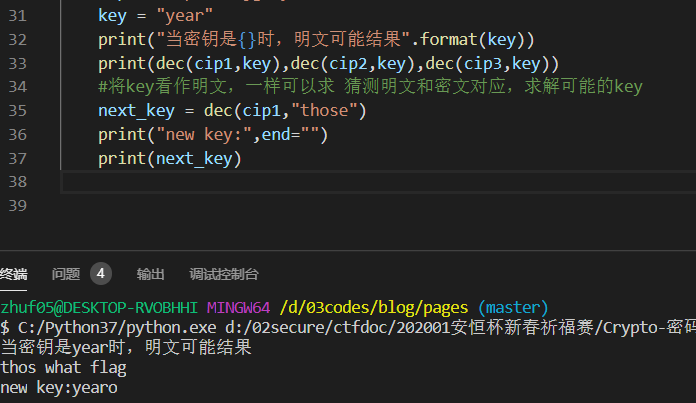 31 key = "year"
32 print("当密钥是{}时，明文可能结果".format(key))
33 print(dec(cip1,key),dec(cip2,key),dec(cip3,key))
34 #将key看作明文，一样可以求 猜测明文和密文对应，求解可能的key
35 next_key = dec(cip1,"those")
36 print("new key:",end="")
37 print(next_key)
38
39
终端 问题 4 输出 调试控制台
zhuf05@DESKTOP-RVOBHHI MINGW64 /d/03codes/blog/pages (master)
$ C:/Python37/python.exe d:/02secure/ctfdoc/202001安恒杯新春祈福赛/Crypto-密码
当密钥是year时，明文可能结果
thos what flag
new key:yearo